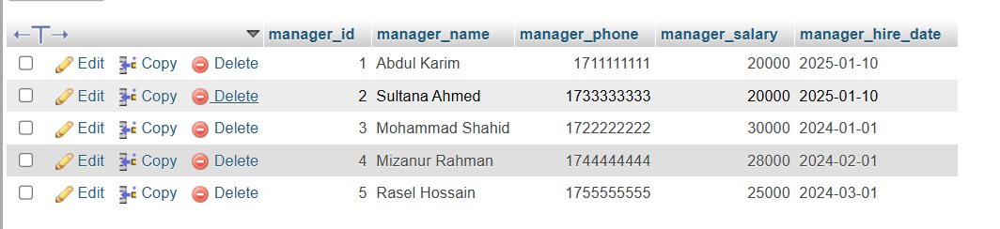 manager_id manager_name manager_phone manager_salary manager_hire_date
Edit Copy Delete 1 Abdul Karim 1711111111 20000 2025-01-10
Edit Copy Delete 2 Sultana Ahmed 1733333333 20000 2025-01-10
Edit Copy Delete 3 Mohammad Shahid 1722222222 30000 2024-01-01
Edit Copy Delete 4 Mizanur Rahman 1744444444 28000 2024-02-01
Edit Copy Delete 5 Rasel Hossain 1755555555 25000 2024-03-01